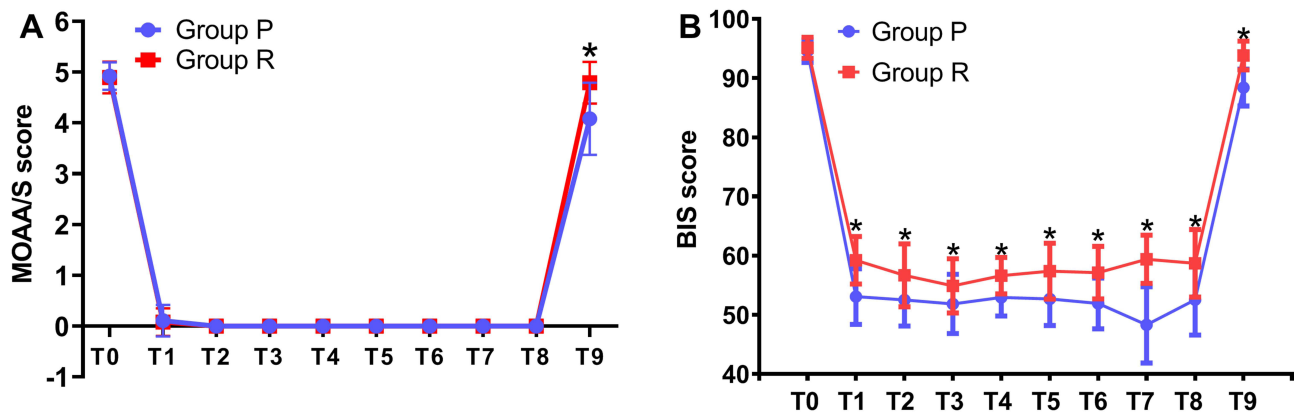 A
Group P
Group R
MOAA/S score
6
5
4
3
2
1
0
-1
*
T0 T1 T2 T3 T4 T5 T6 T7 T8 T9
B
Group P
Group R
BIS score
100
90
80
70
60
50
40
* * * * * * * * *
T0 T1 T2 T3 T4 T5 T6 T7 T8 T9